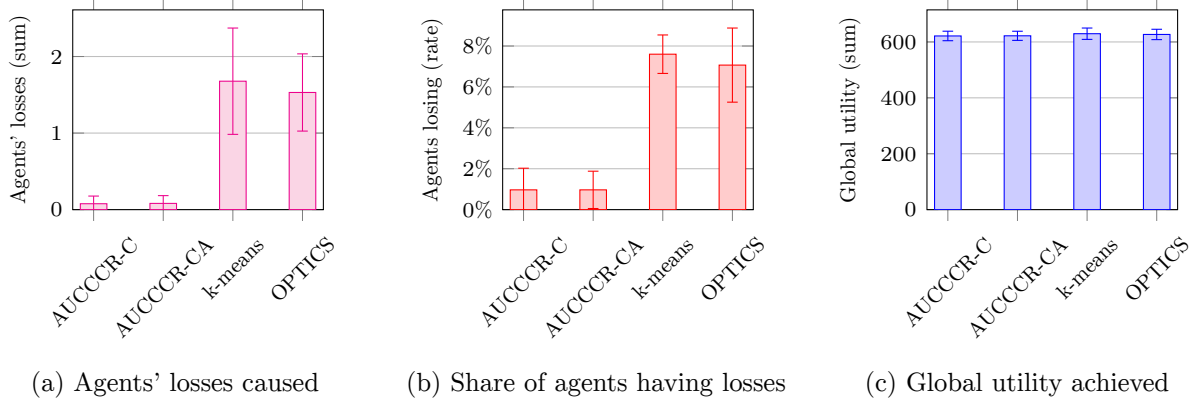 Agents' losses (sum)
2
1
0
AUCCCR-C
AUCCCR-CA
k-means
OPTICS
(a) Agents' losses caused
Agents losing (rate)
8%
6%
4%
2%
0%
AUCCCR-C
AUCCCR-CA
k-means
OPTICS
(b) Share of agents having losses
Global utility (sum)
600
400
200
0
AUCCCR-C
AUCCCR-CA
k-means
OPTICS
(c) Global utility achieved